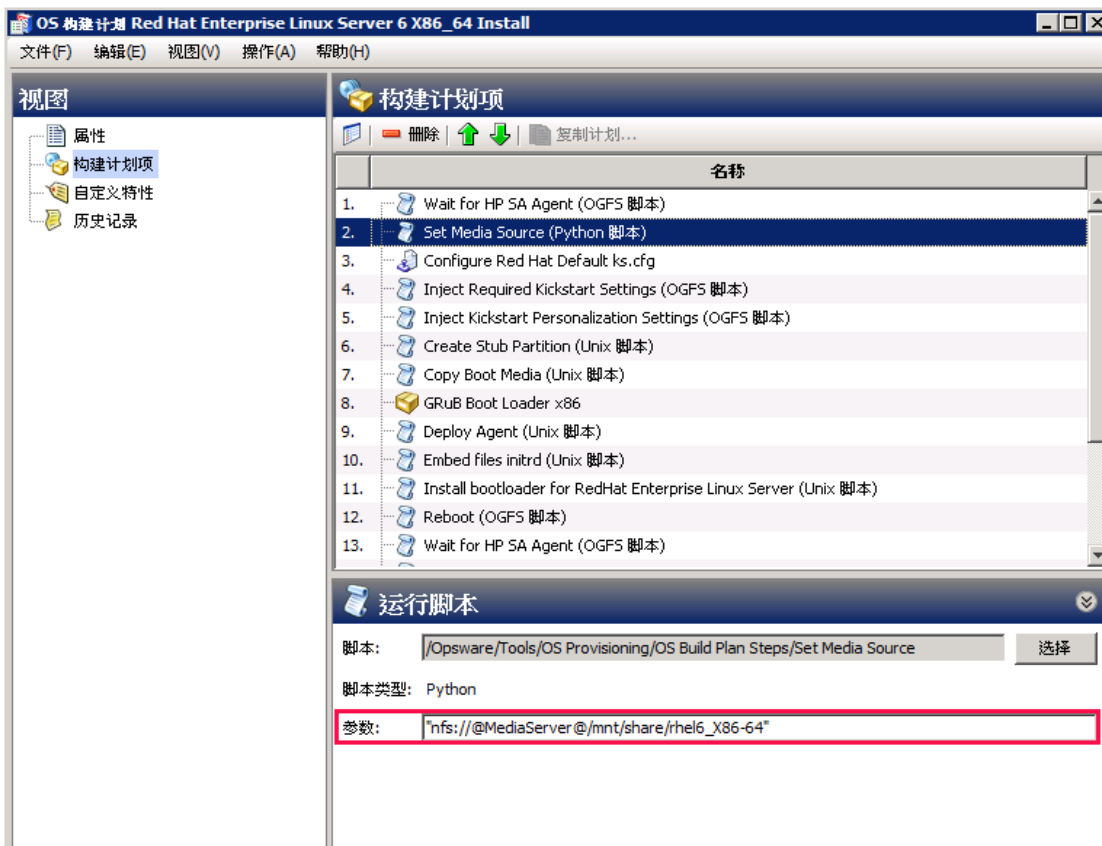 OS 构建计划 Red Hat Enterprise Linux Server 6 X86_64 Install
文件(F) 编辑(E) 视图(V) 操作(A) 帮助(H)
视图
属性
构建计划项
自定义特性
历史记录
构建计划项
删除 复制计划...
名称
1. Wait for HP SA Agent (OGFS 脚本)
2. Set Media Source (Python 脚本)
3. Configure Red Hat Default ks.cfg
4. Inject Required Kickstart Settings (OGFS 脚本)
5. Inject Kickstart Personalization Settings (OGFS 脚本)
6. Create Stub Partition (Unix 脚本)
7. Copy Boot Media (Unix 脚本)
8. GRuB Boot Loader x86
9. Deploy Agent (Unix 脚本)
10. Embed files initrd (Unix 脚本)
11. Install bootloader for RedHat Enterprise Linux Server (Unix 脚本)
12. Reboot (OGFS 脚本)
13. Wait for HP SA Agent (OGFS 脚本)
运行脚本
脚本: /Opsware/Tools/OS Provisioning/OS Build Plan Steps/Set Media Source 选择
脚本类型: Python
参数: "nfs://@MediaServer@/mnt/share/rhel6_X86-64"